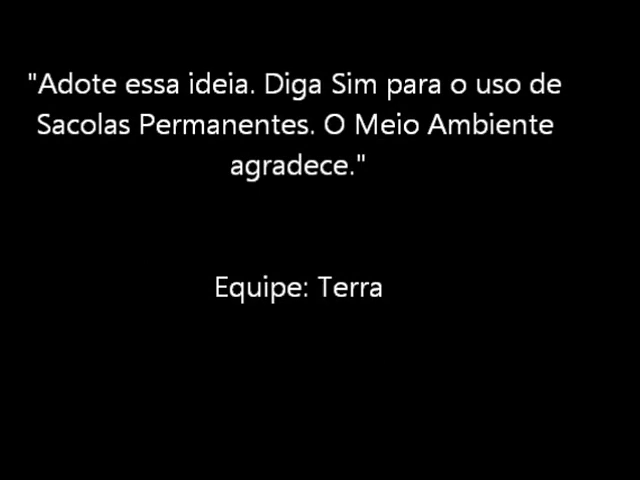 "Adote essa ideia. Diga Sim para o uso de
Sacolas Permanentes. O Meio Ambiente
agradece."
Equipe: Terra